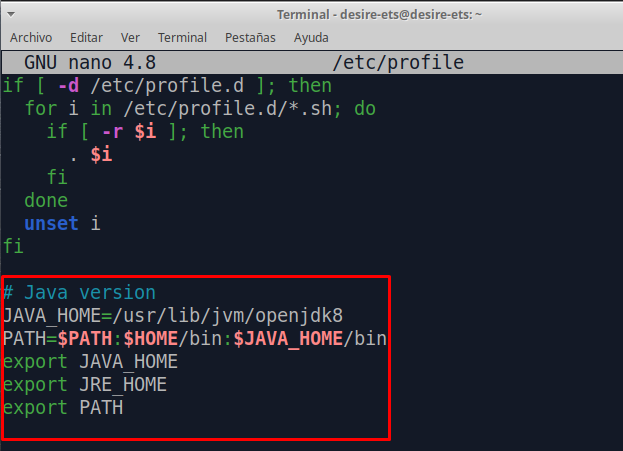 Terminal - desire-ets@desire-ets: ~
Archivo Editar Ver Terminal Pestañas Ayuda
GNU nano 4.8 /etc/profile
if [ -d /etc/profile.d ]; then
  for i in /etc/profile.d/*.sh; do
    if [ -r $i ]; then
      . $i
    fi
  done
  unset i
fi

# Java version
JAVA_HOME=/usr/lib/jvm/openjdk8
PATH=$PATH:$HOME/bin:$JAVA_HOME/bin
export JAVA_HOME
export JRE_HOME
export PATH